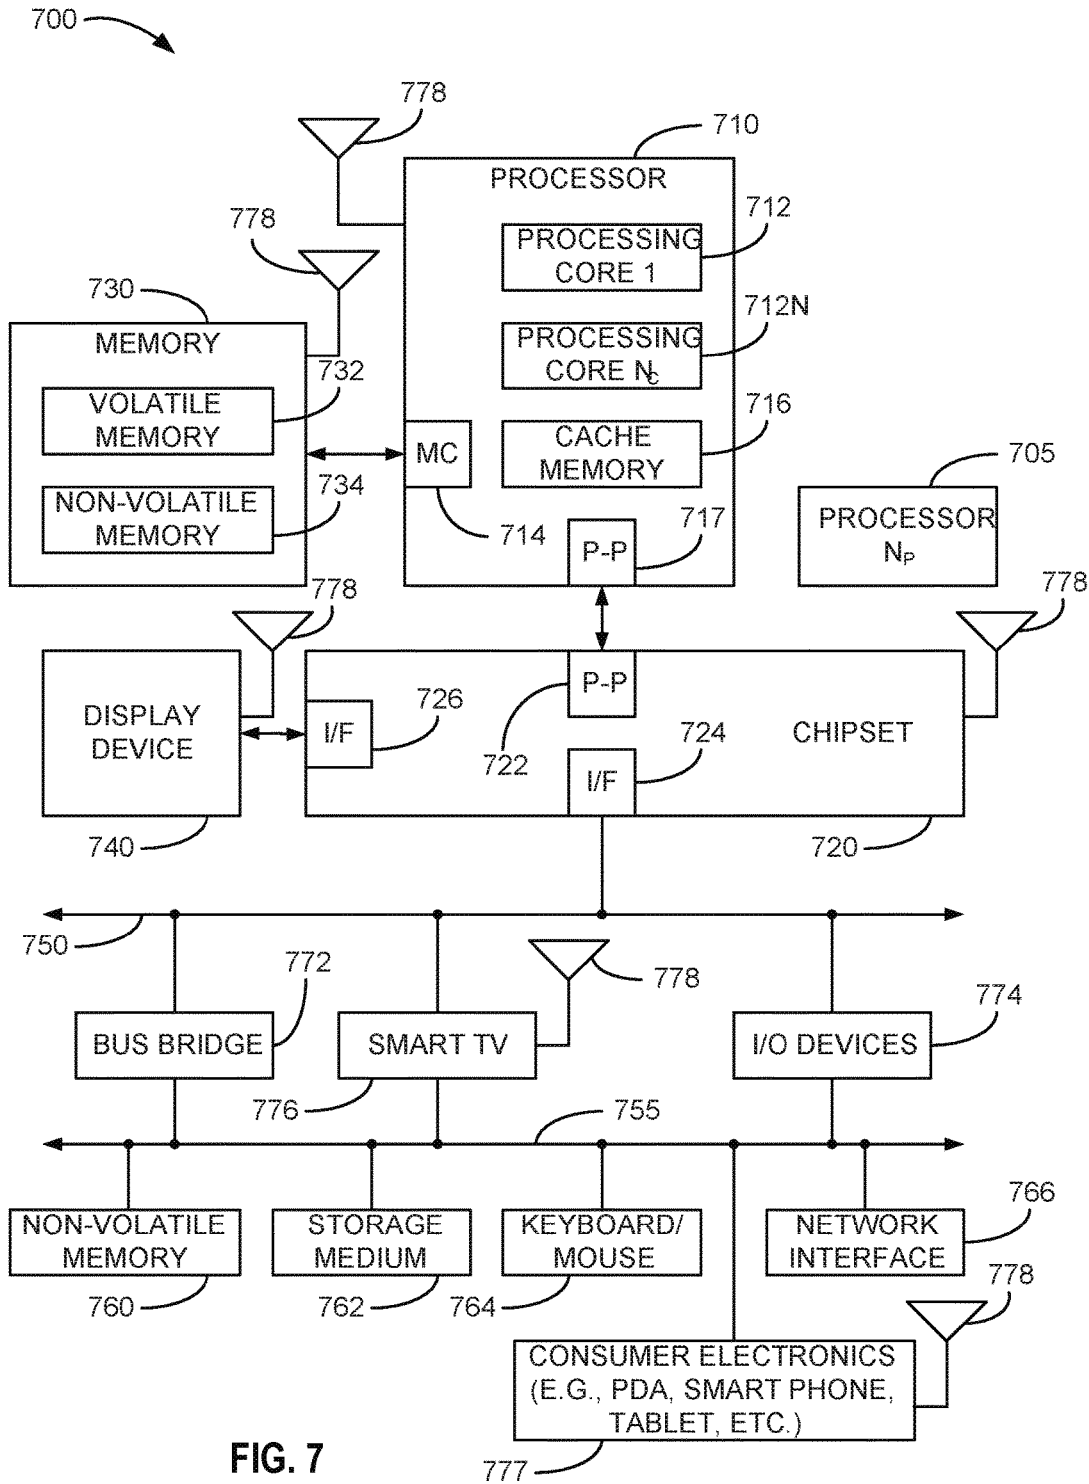 700
778
710
PROCESSOR
712
PROCESSING
CORE 1
778
730
712N
MEMORY
PROCESSING
CORE NC
732
VOLATILE
MEMORY
716
CACHE
MEMORY
MC
705
734
NON-VOLATILE
MEMORY
714
717
PROCESSOR
NP
P-P
778
778
P-P
DISPLAY
DEVICE
726
I/F
724
CHIPSET
722
I/F
740
720
750
772
778
774
BUS BRIDGE
SMART TV
I/O DEVICES
776
755
766
NON-VOLATILE
MEMORY
STORAGE
MEDIUM
KEYBOARD/
MOUSE
NETWORK
INTERFACE
760
762
764
778
CONSUMER ELECTRONICS
(E.G., PDA, SMART PHONE,
TABLET, ETC.)
FIG. 7
777